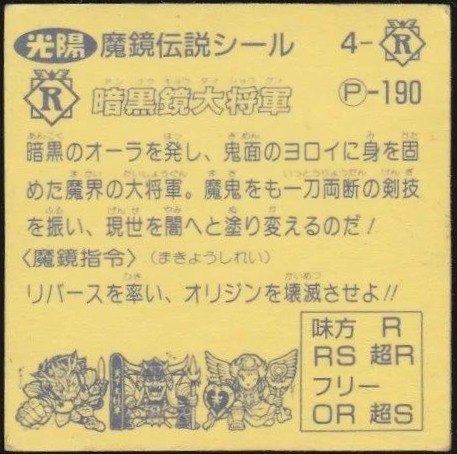 光陽 魔鏡伝説シール 4-R
R 暗黒鏡大将軍 Ⓟ-190
暗黒のオーラを発し、鬼面のヨロイに身を固
めた魔界の大将軍。魔鬼をも一刀両断の剣技
を振い、現世を闇へと塗り変えるのだ!
〈魔鏡指令〉(まきょうしれい)
リバースを率い、オリジンを壊滅させよ!!
味方 R
RS 超R
フリー
OR 超S